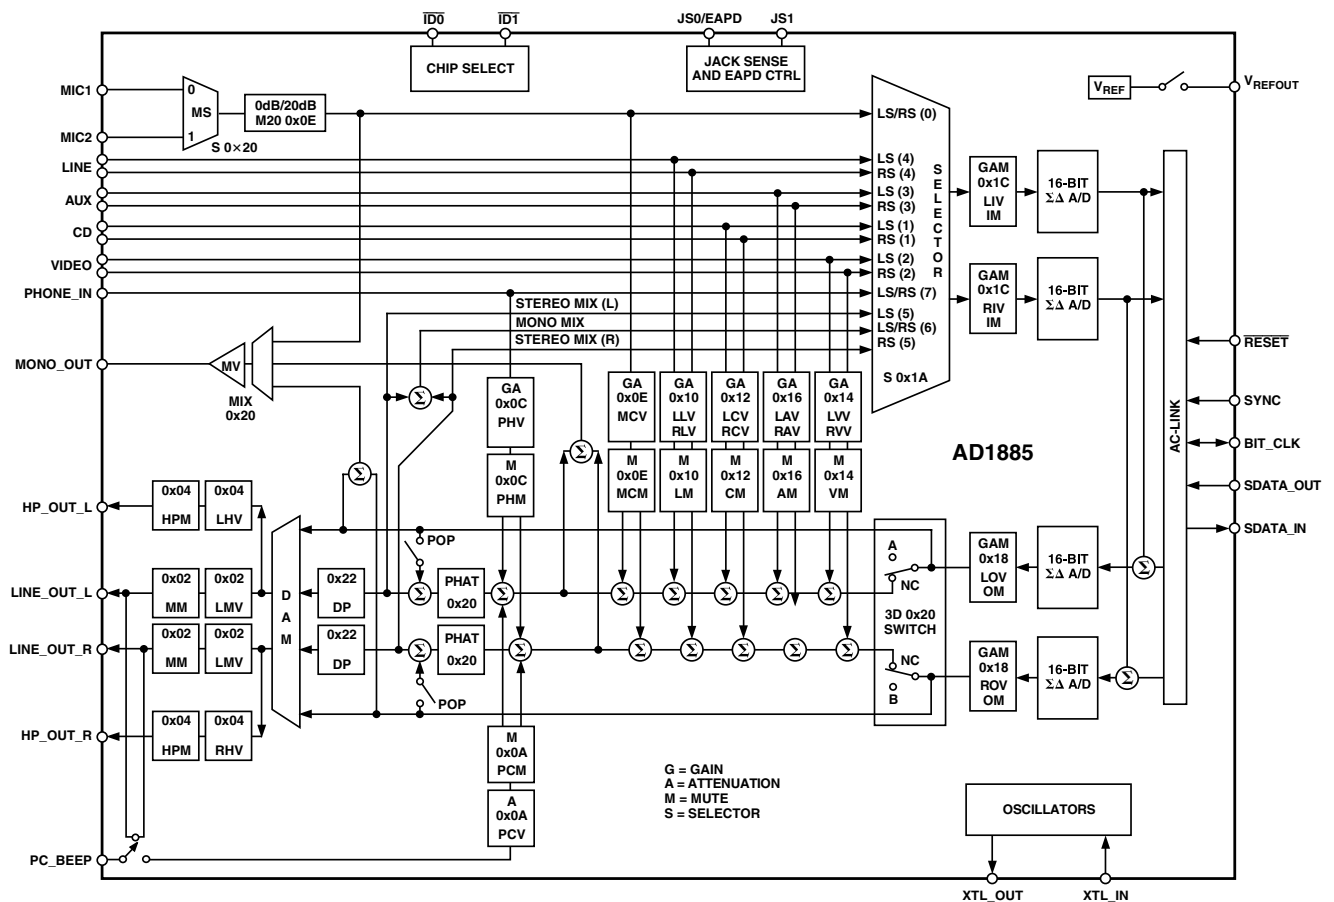 ID0
ID1
JS0/EAPD
JS1
CHIP SELECT
JACK SENSE
AND EAPD CTRL
VREF
VREFOUT
MIC1
MIC2
0
MS
1
S 0×20
0dB/20dB
M20 0x0E
LINE
AUX
CD
VIDEO
PHONE_IN
MONO_OUT
MV
MIX
0x20
STEREO MIX (L)
MONO MIX
STEREO MIX (R)
LS/RS (0)
LS (4)
RS (4)
LS (3)
RS (3)
LS (1)
RS (1)
LS (2)
RS (2)
LS/RS (7)
LS (5)
LS/RS (6)
RS (5)
SELECTOR
S 0x1A
GAM
0x1C
LIV
IM
16-BIT
ΣΔ A/D
GAM
0x1C
RIV
IM
16-BIT
ΣΔ A/D
AC-LINK
RESET
SYNC
BIT_CLK
SDATA_OUT
SDATA_IN
AD1885
Σ
Σ
Σ
GA
0x0C
PHV
M
0x0C
PHM
GA
0x0E
MCV
GA
0x10
LLV
RLV
GA
0x12
LCV
RCV
GA
0x16
LAV
RAV
GA
0x14
LVV
RVV
M
0x0E
MCM
M
0x10
LM
M
0x12
CM
M
0x16
AM
M
0x14
VM
HP_OUT_L
0x04
HPM
0x04
LHV
LINE_OUT_L
0x02
MM
0x02
LMV
LINE_OUT_R
0x02
MM
0x02
LMV
HP_OUT_R
0x04
HPM
0x04
RHV
DAM
0x22
DP
0x22
DP
POP
POP
Σ
PHAT
0x20
Σ
Σ
Σ
Σ
Σ
Σ
Σ
PHAT
0x20
Σ
Σ
Σ
Σ
Σ
Σ
A
NC
3D 0x20
SWITCH
NC
B
GAM
0x18
LOV
OM
16-BIT
ΣΔ A/D
Σ
GAM
0x18
ROV
OM
16-BIT
ΣΔ A/D
Σ
M
0x0A
PCM
A
0x0A
PCV
PC_BEEP
G = GAIN
A = ATTENUATION
M = MUTE
S = SELECTOR
OSCILLATORS
XTL_OUT
XTL_IN